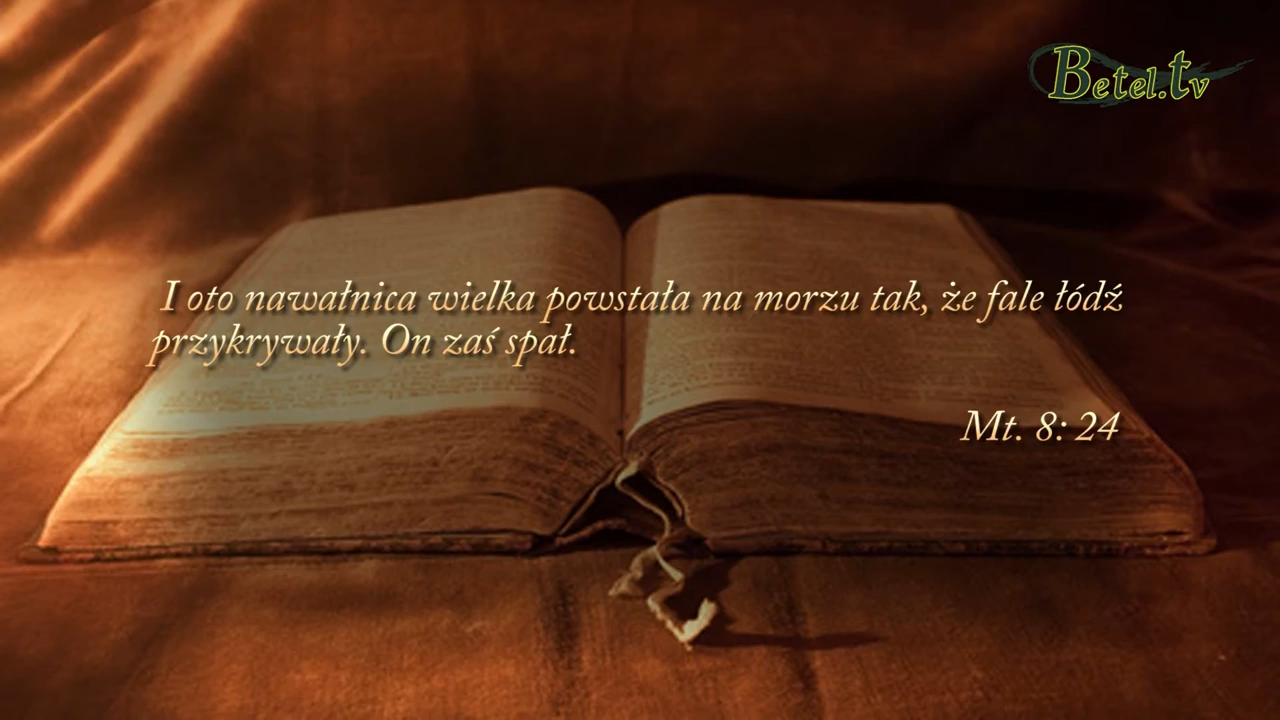 Betel.tv
I oto nawałnica wielka powstała na morzu tak, że fale łódź
przykrywały. On zaś spał.
Mt. 8: 24